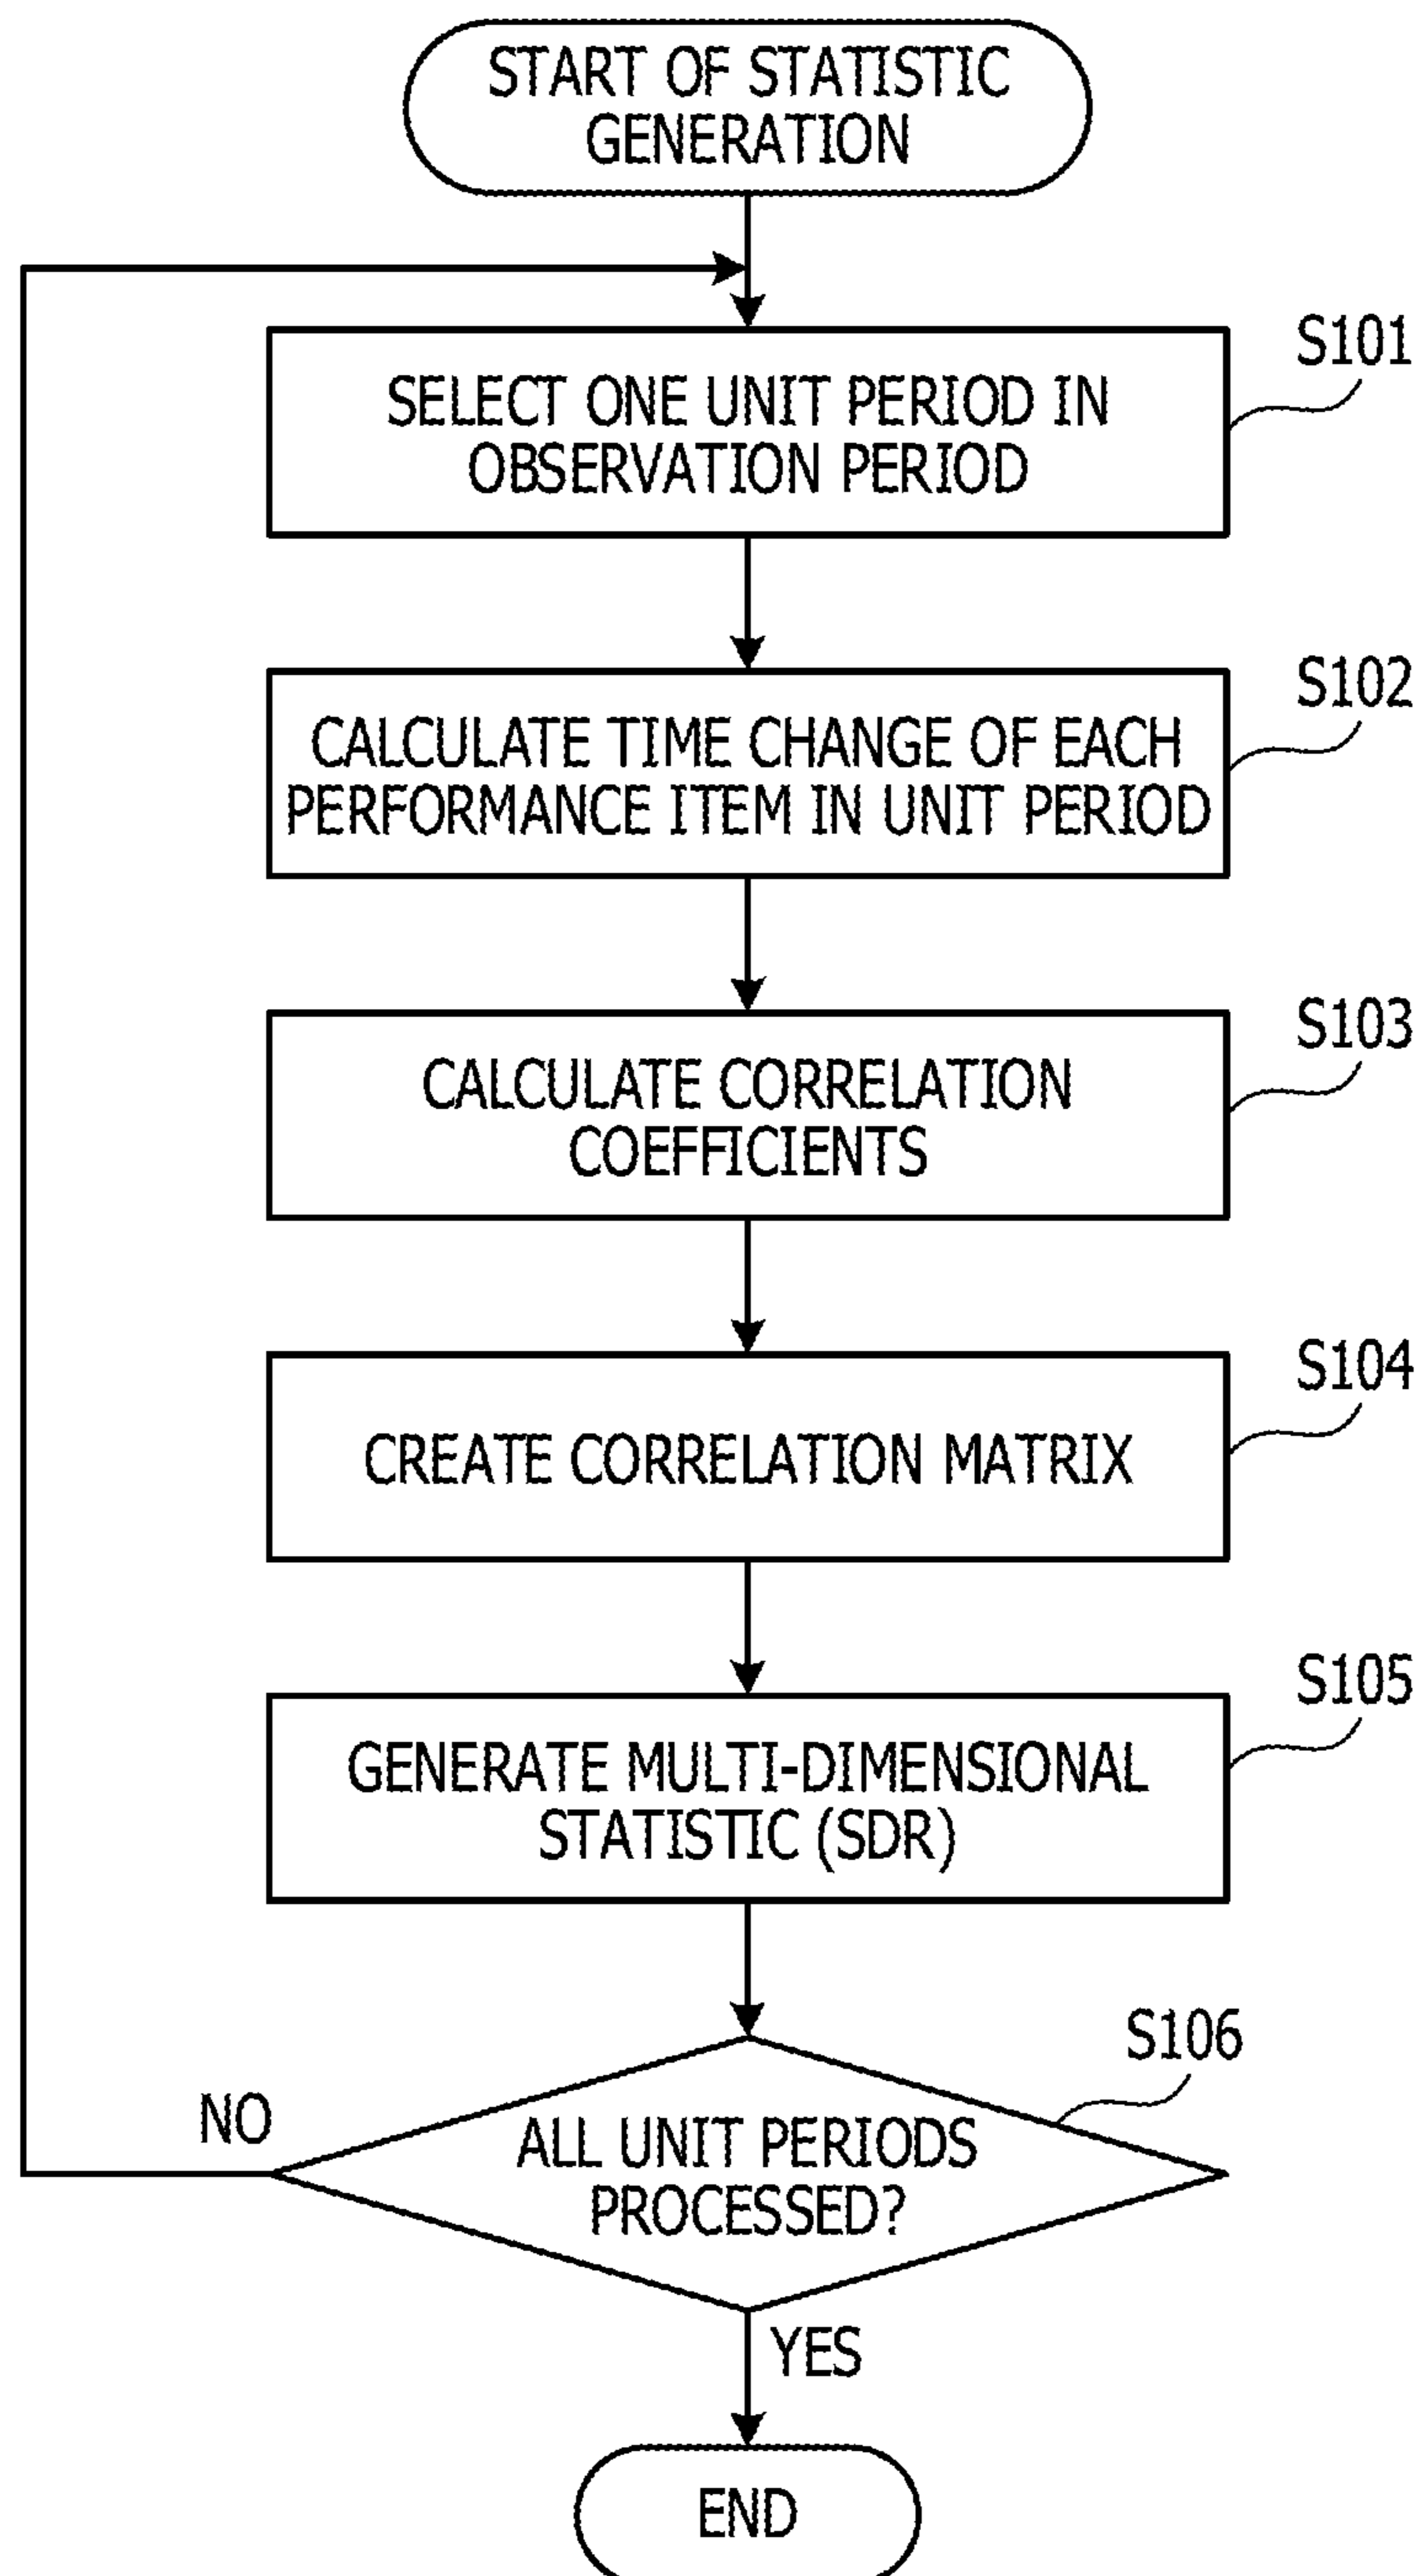 START OF STATISTIC
GENERATION
S101
SELECT ONE UNIT PERIOD IN
OBSERVATION PERIOD
S102
CALCULATE TIME CHANGE OF EACH
PERFORMANCE ITEM IN UNIT PERIOD
S103
CALCULATE CORRELATION
COEFFICIENTS
S104
CREATE CORRELATION MATRIX
S105
GENERATE MULTI-DIMENSIONAL
STATISTIC (SDR)
S106
NO
ALL UNIT PERIODS
PROCESSED?
YES
END